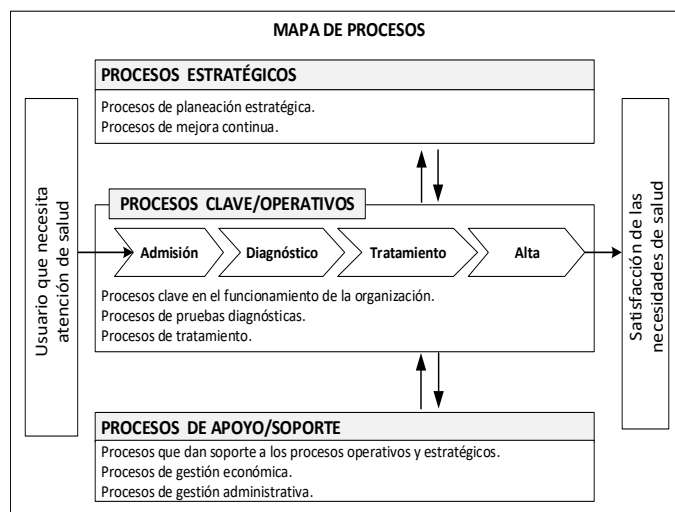 MAPA DE PROCESOS
PROCESOS ESTRATÉGICOS
Procesos de planeación estratégica.
Procesos de mejora continua.
Usuario que necesita
atención de salud
PROCESOS CLAVE/OPERATIVOS
Admisión
Diagnóstico
Tratamiento
Alta
Procesos clave en el funcionamiento de la organización.
Procesos de pruebas diagnósticas.
Procesos de tratamiento.
Satisfacción de las
necesidades de salud
PROCESOS DE APOYO/SOPORTE
Procesos que dan soporte a los procesos operativos y estratégicos.
Procesos de gestión económica.
Procesos de gestión administrativa.